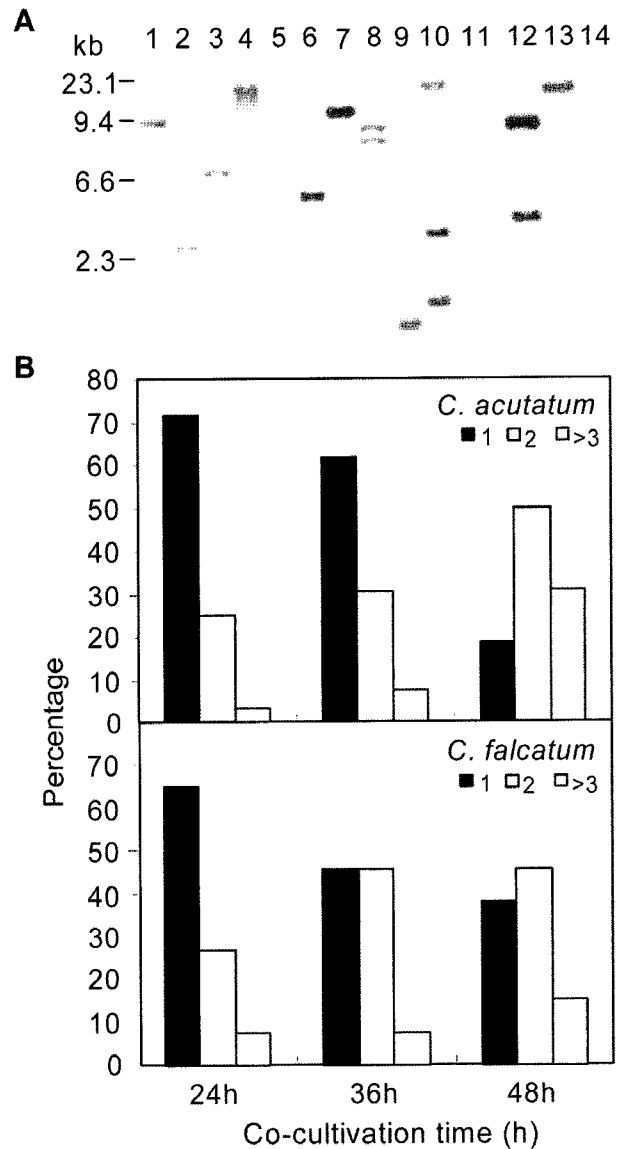 A
kb 1 2 3 4 5 6 7 8 9 10 11 12 13 14
23.1
9.4
6.6
2.3
B
80
70
60
50
40
30
20
10
0
C. acutatum
1 2 >3
70
60
50
40
30
20
10
0
C. falcatum
1 2 >3
Percentage
24h 36h 48h
Co-cultivation time (h)